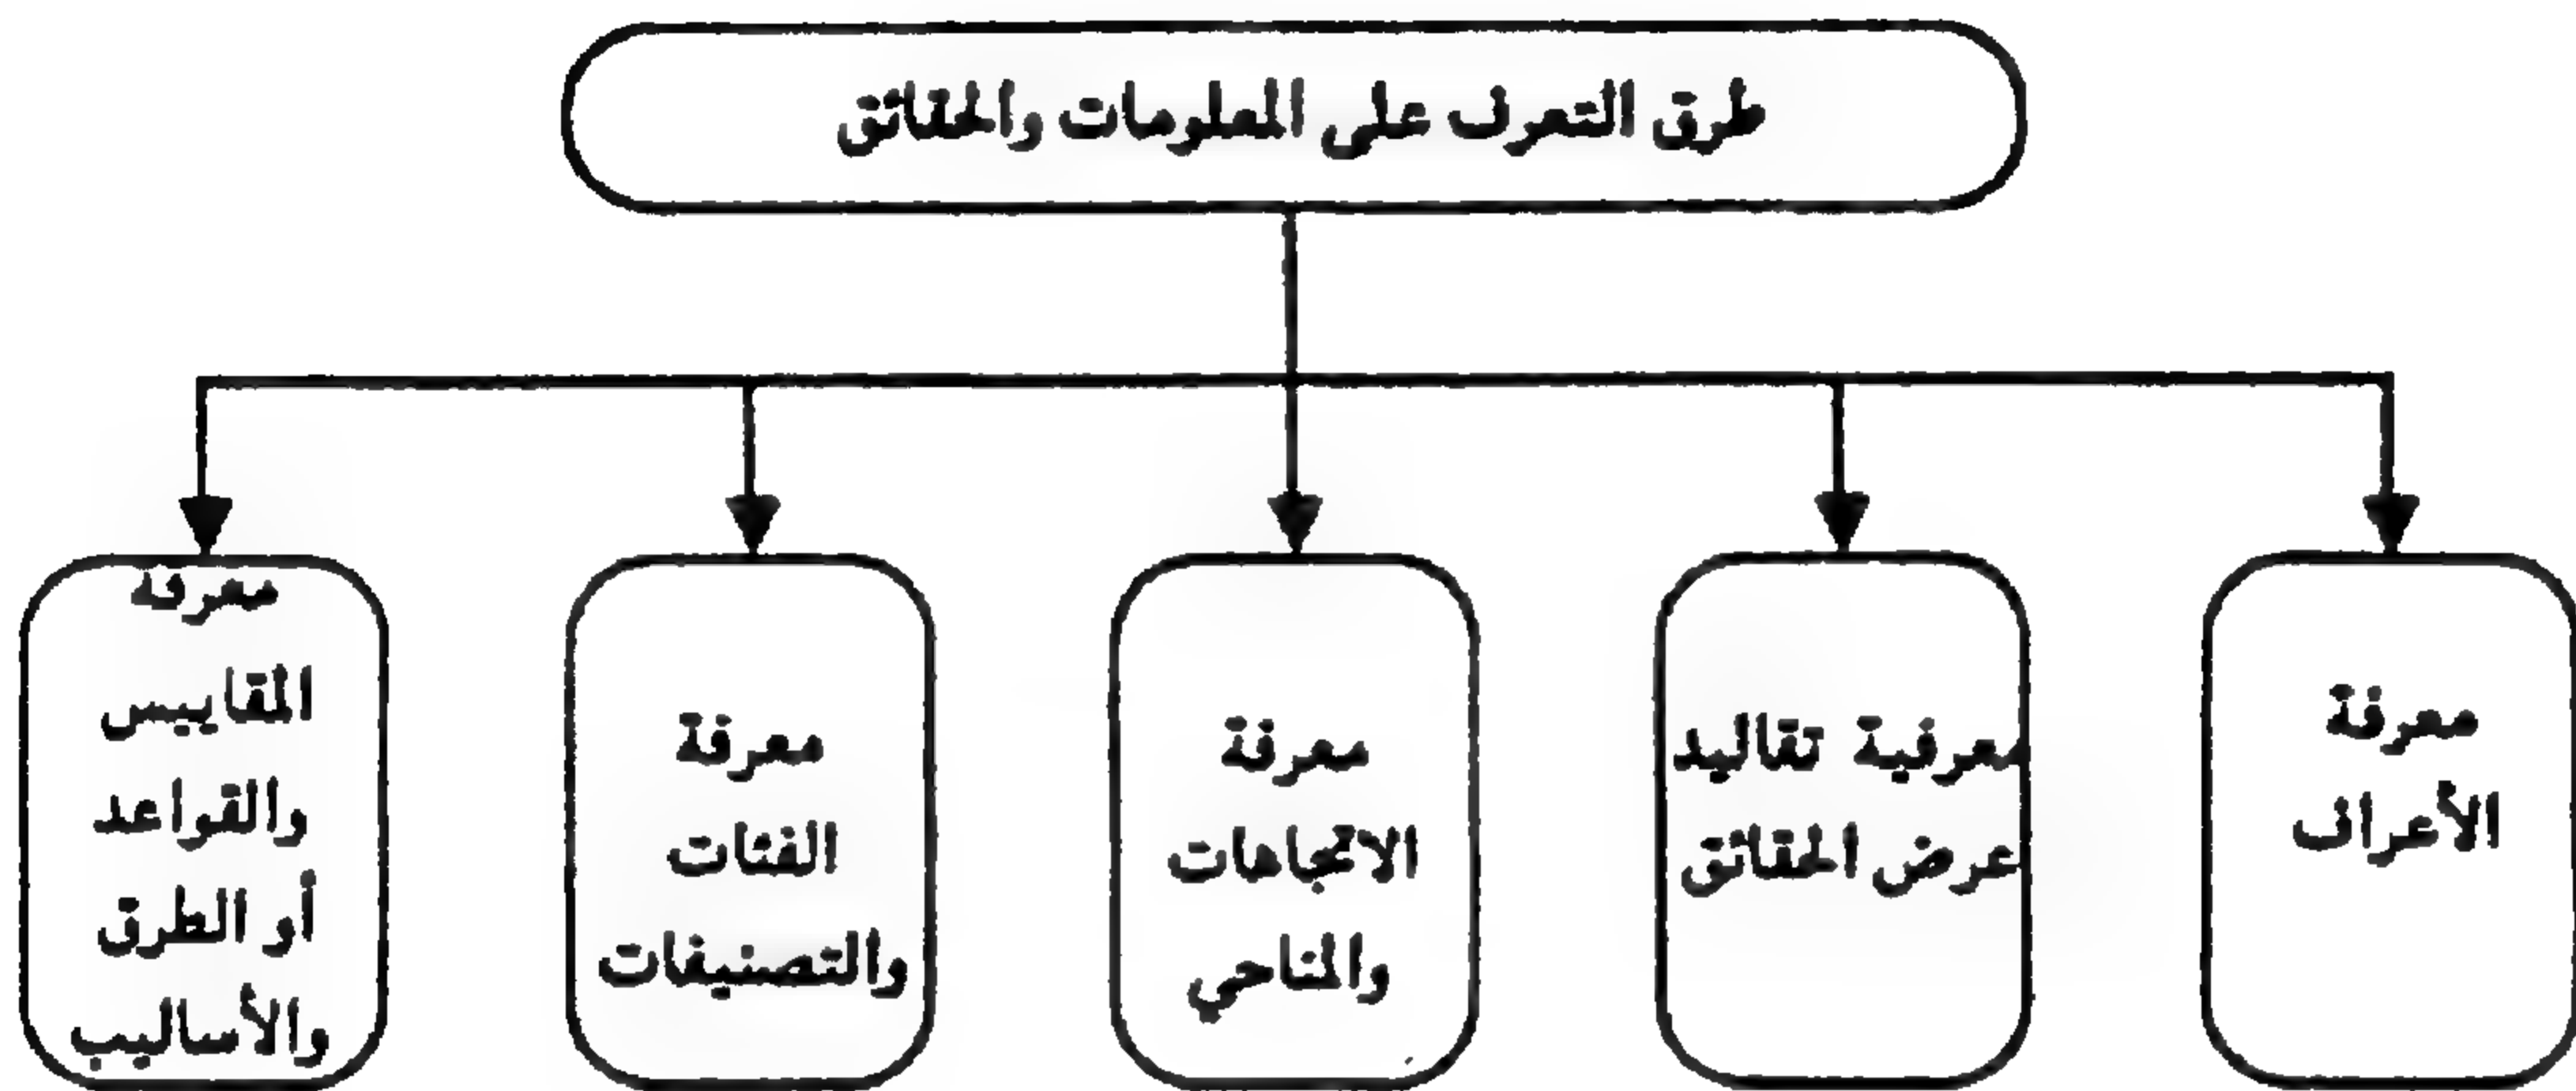 طرق التعرف على المعلومات والحقائق
معرفة
الأعراف
معرفية تقاليد
عرض الحقائق
معرفة
الاتجاهات
والمناحي
معرفة
الفئات
والتصنيفات
معرفة
المقاييس
والقواعد
أو الطرق
والأساليب